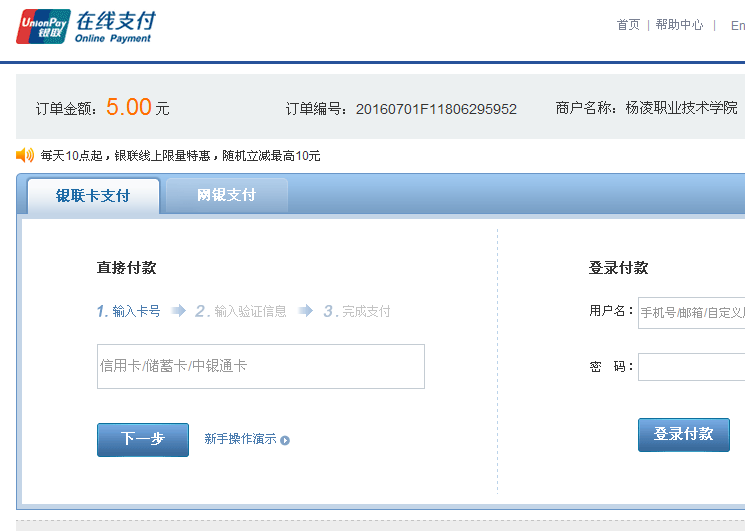 UnionPay 银联 在线支付
Online Payment
首页 | 帮助中心 | En
订单金额：5.00 元 订单编号：20160701F11806295952 商户名称：杨凌职业技术学院
每天10点起，银联线上限量特惠，随机立减最高10元
银联卡支付 网银支付
直接付款
1. 输入卡号 2. 输入验证信息 3. 完成支付
信用卡/储蓄卡/中银通卡
下一步 新手操作演示
登录付款
用户名： 手机号/邮箱/自定义
密 码：
登录付款